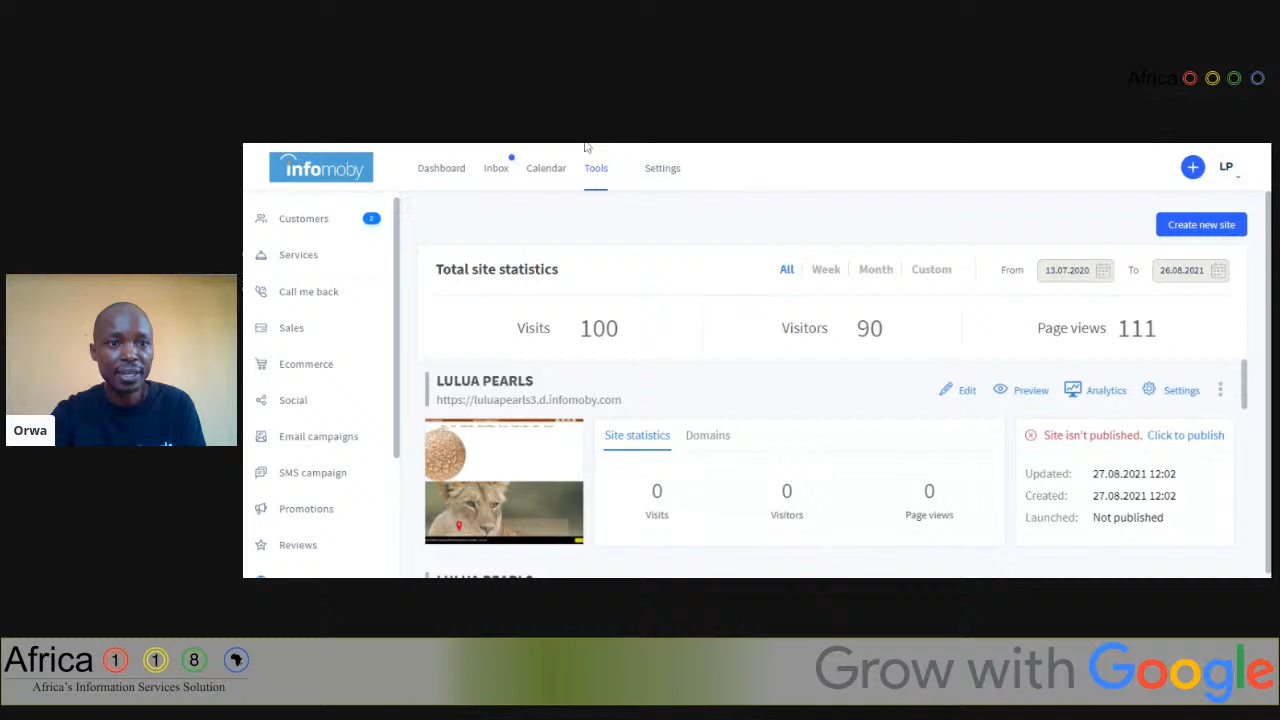 Africa
infomoby
Dashboard Inbox Calendar Tools Settings
LP
Customers 2
Services
Call me back
Sales
Ecommerce
Social
Email campaigns
SMS campaign
Promotions
Reviews
Create new site
Total site statistics
All Week Month Custom From 13.07.2020 To 26.08.2021
Visits 100 Visitors 90 Page views 111
LULUA PEARLS
https://luluapearls3.d.infomoby.com
Edit Preview Analytics Settings
Site statistics Domains
0 0 0
Visits Visitors Page views
Site isn't published. Click to publish
Updated: 27.08.2021 12:02
Created: 27.08.2021 12:02
Launched: Not published
LULUA PEARLS
Orwa
Africa 1 1 8
Africa's Information Services Solution
Grow with Google